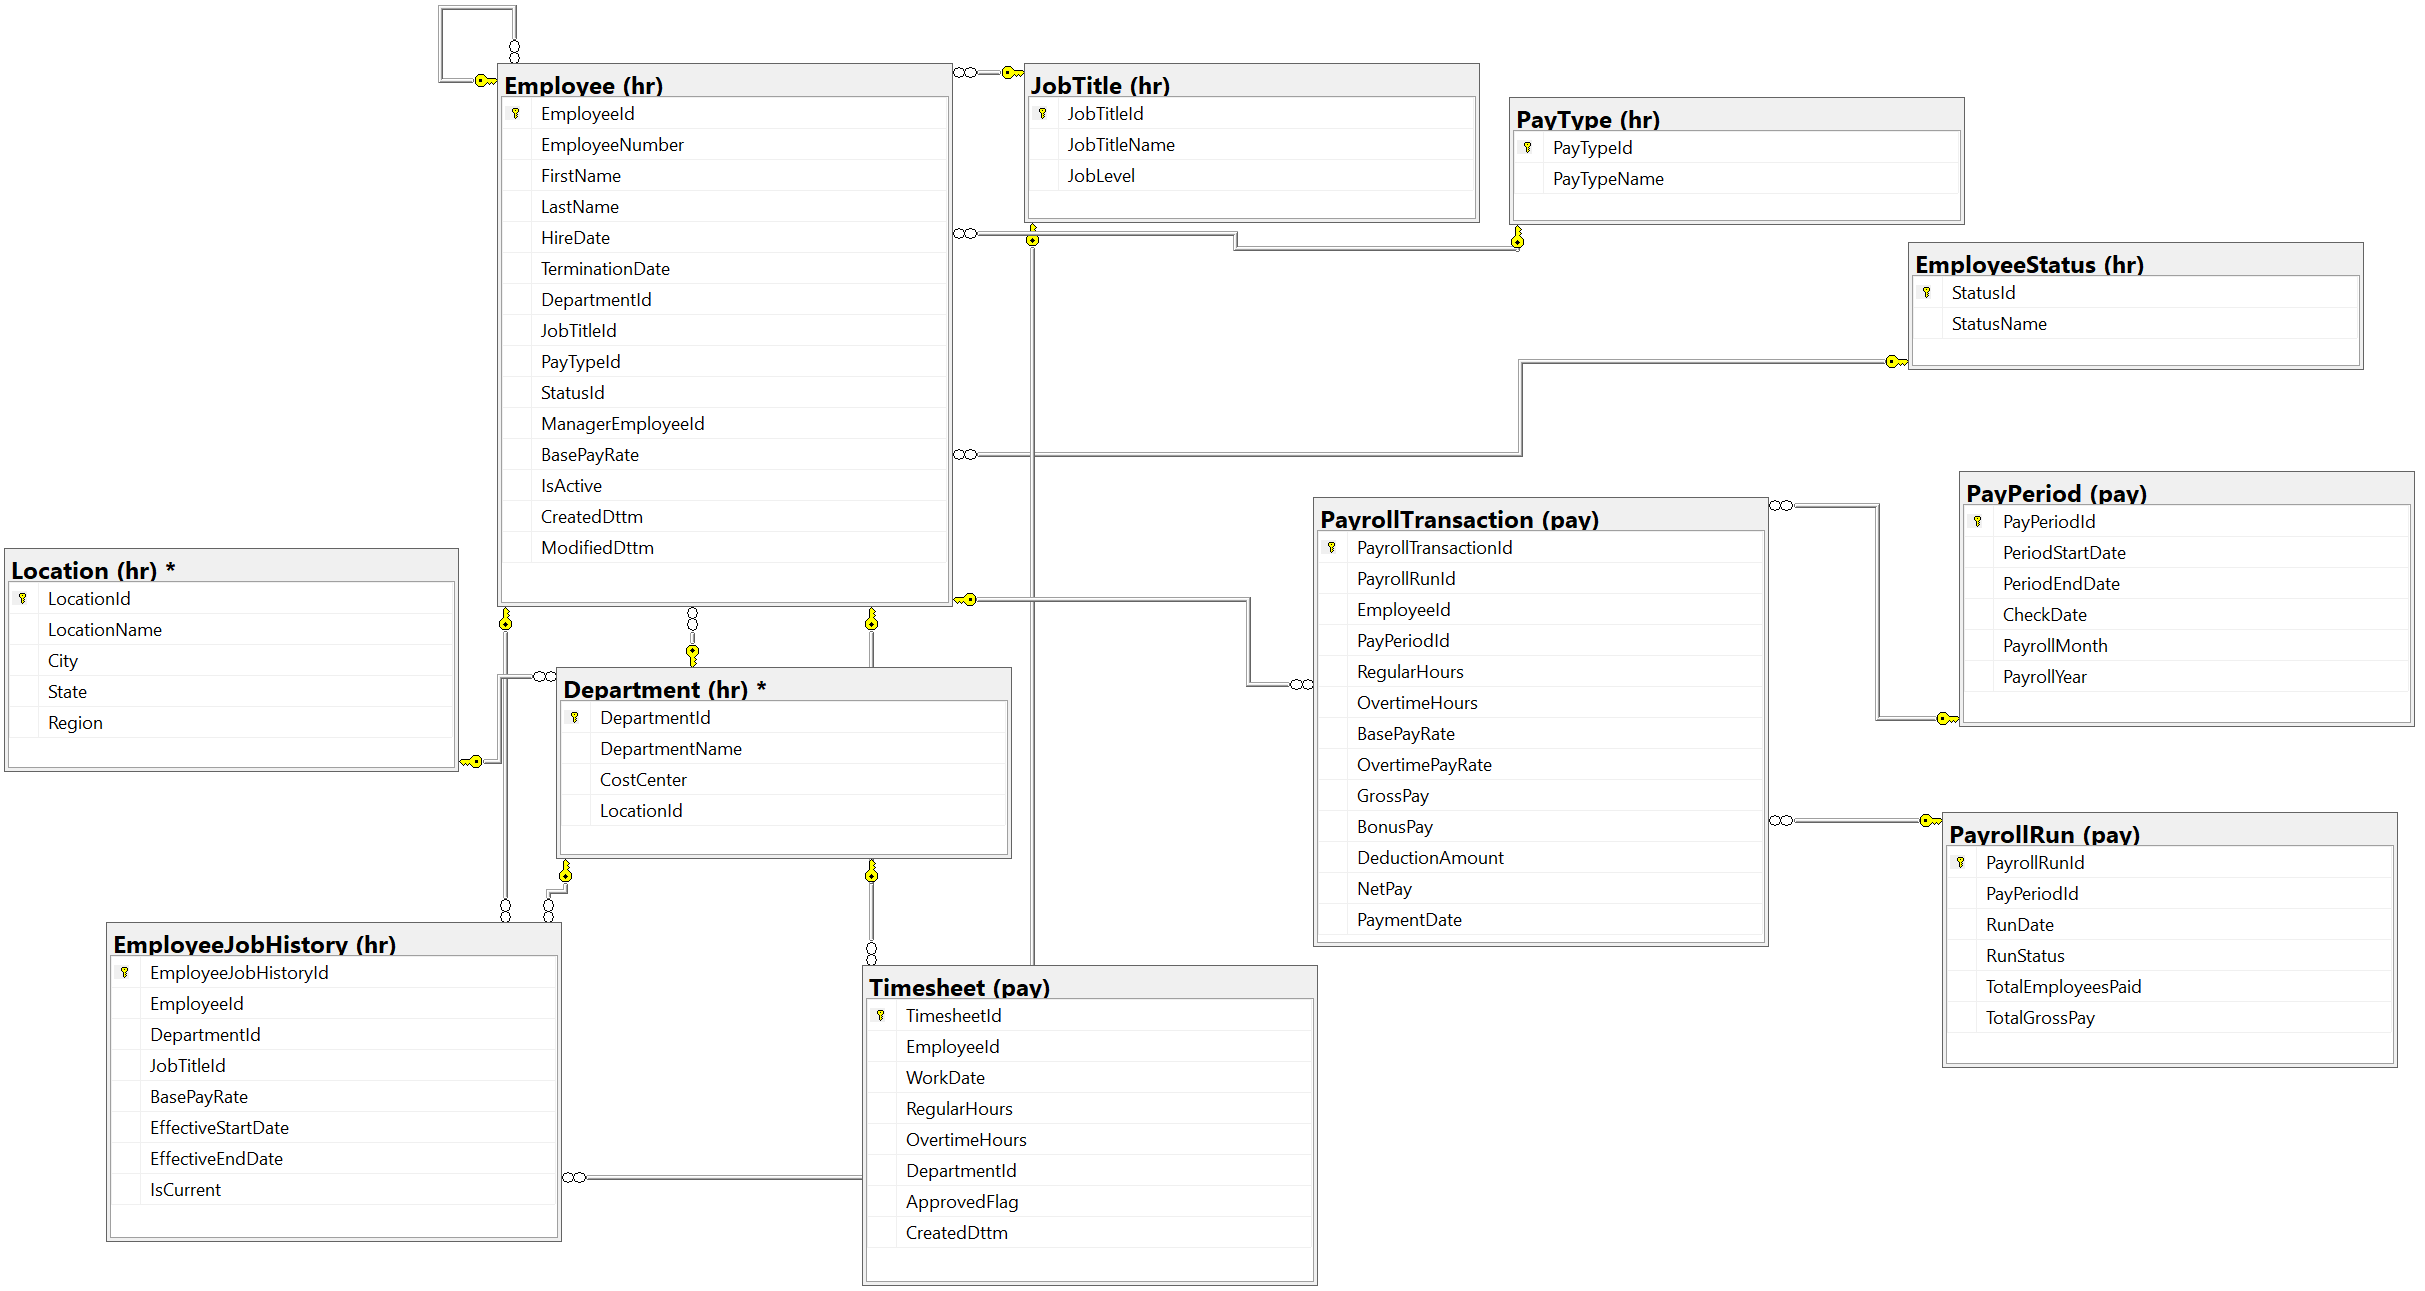 Employee (hr)
EmployeeId
EmployeeNumber
FirstName
LastName
HireDate
TerminationDate
DepartmentId
JobTitleId
PayTypeId
StatusId
ManagerEmployeeId
BasePayRate
IsActive
CreatedDttm
ModifiedDttm
JobTitle (hr)
JobTitleId
JobTitleName
JobLevel
PayType (hr)
PayTypeId
PayTypeName
EmployeeStatus (hr)
StatusId
StatusName
Location (hr) *
LocationId
LocationName
City
State
Region
Department (hr) *
DepartmentId
DepartmentName
CostCenter
LocationId
PayrollTransaction (pay)
PayrollTransactionId
PayrollRunId
EmployeeId
PayPeriodId
RegularHours
OvertimeHours
BasePayRate
OvertimePayRate
GrossPay
BonusPay
DeductionAmount
NetPay
PaymentDate
PayPeriod (pay)
PayPeriodId
PeriodStartDate
PeriodEndDate
CheckDate
PayrollMonth
PayrollYear
PayrollRun (pay)
PayrollRunId
PayPeriodId
RunDate
RunStatus
TotalEmployeesPaid
TotalGrossPay
EmployeeJobHistory (hr)
EmployeeJobHistoryId
EmployeeId
DepartmentId
JobTitleId
BasePayRate
EffectiveStartDate
EffectiveEndDate
IsCurrent
Timesheet (pay)
TimesheetId
EmployeeId
WorkDate
RegularHours
OvertimeHours
DepartmentId
ApprovedFlag
CreatedDttm